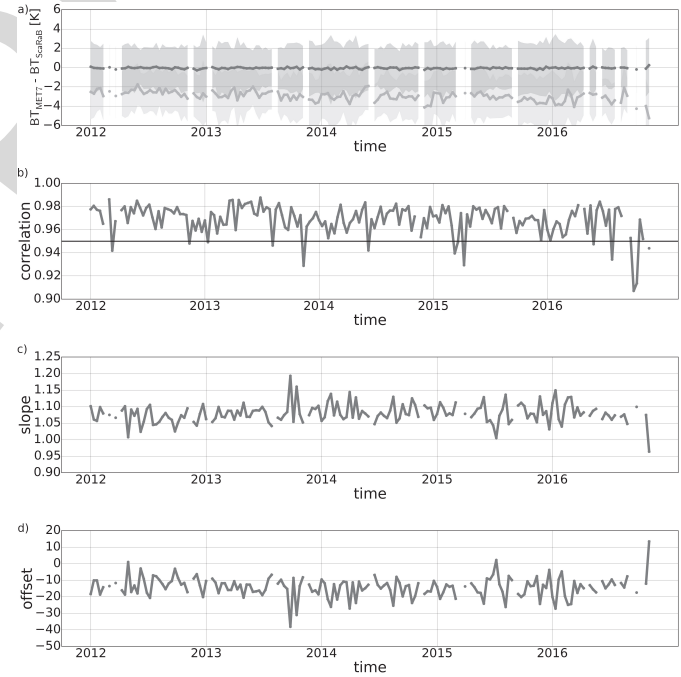 a)
BT_MET7 - BT_ScaRaB [K]
6
4
2
0
−2
−4
−6
2012 2013 2014 2015 2016
time
b)
correlation
1.00
0.98
0.96
0.94
0.92
0.90
2012 2013 2014 2015 2016
time
c)
slope
1.25
1.20
1.15
1.10
1.05
1.00
0.95
0.90
2012 2013 2014 2015 2016
time
d)
offset
20
10
0
−10
−20
−30
−40
−50
2012 2013 2014 2015 2016
time